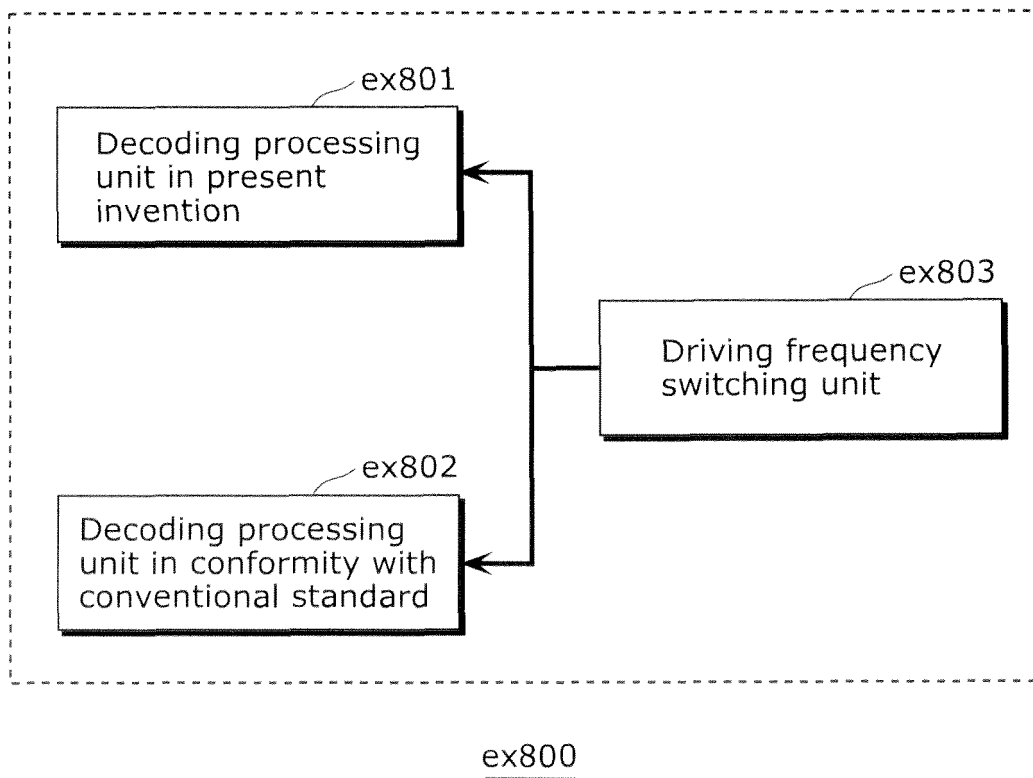 ex801
Decoding processing
unit in present
invention
ex803
Driving frequency
switching unit
ex802
Decoding processing
unit in conformity with
conventional standard
ex800